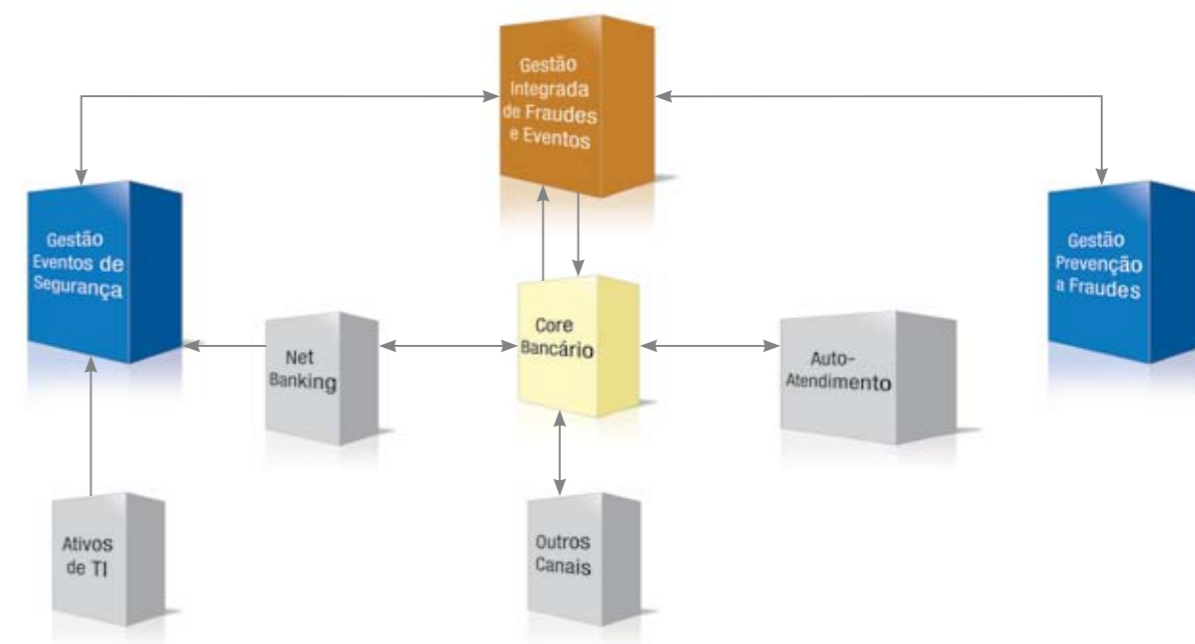 Gestão
Integrada
de Fraudes
e Eventos
Gestão
Eventos de
Segurança
Gestão
Prevenção
a Fraudes
Net
Banking
Core
Bancário
Auto-
Atendimento
Ativos
de TI
Outros
Canais